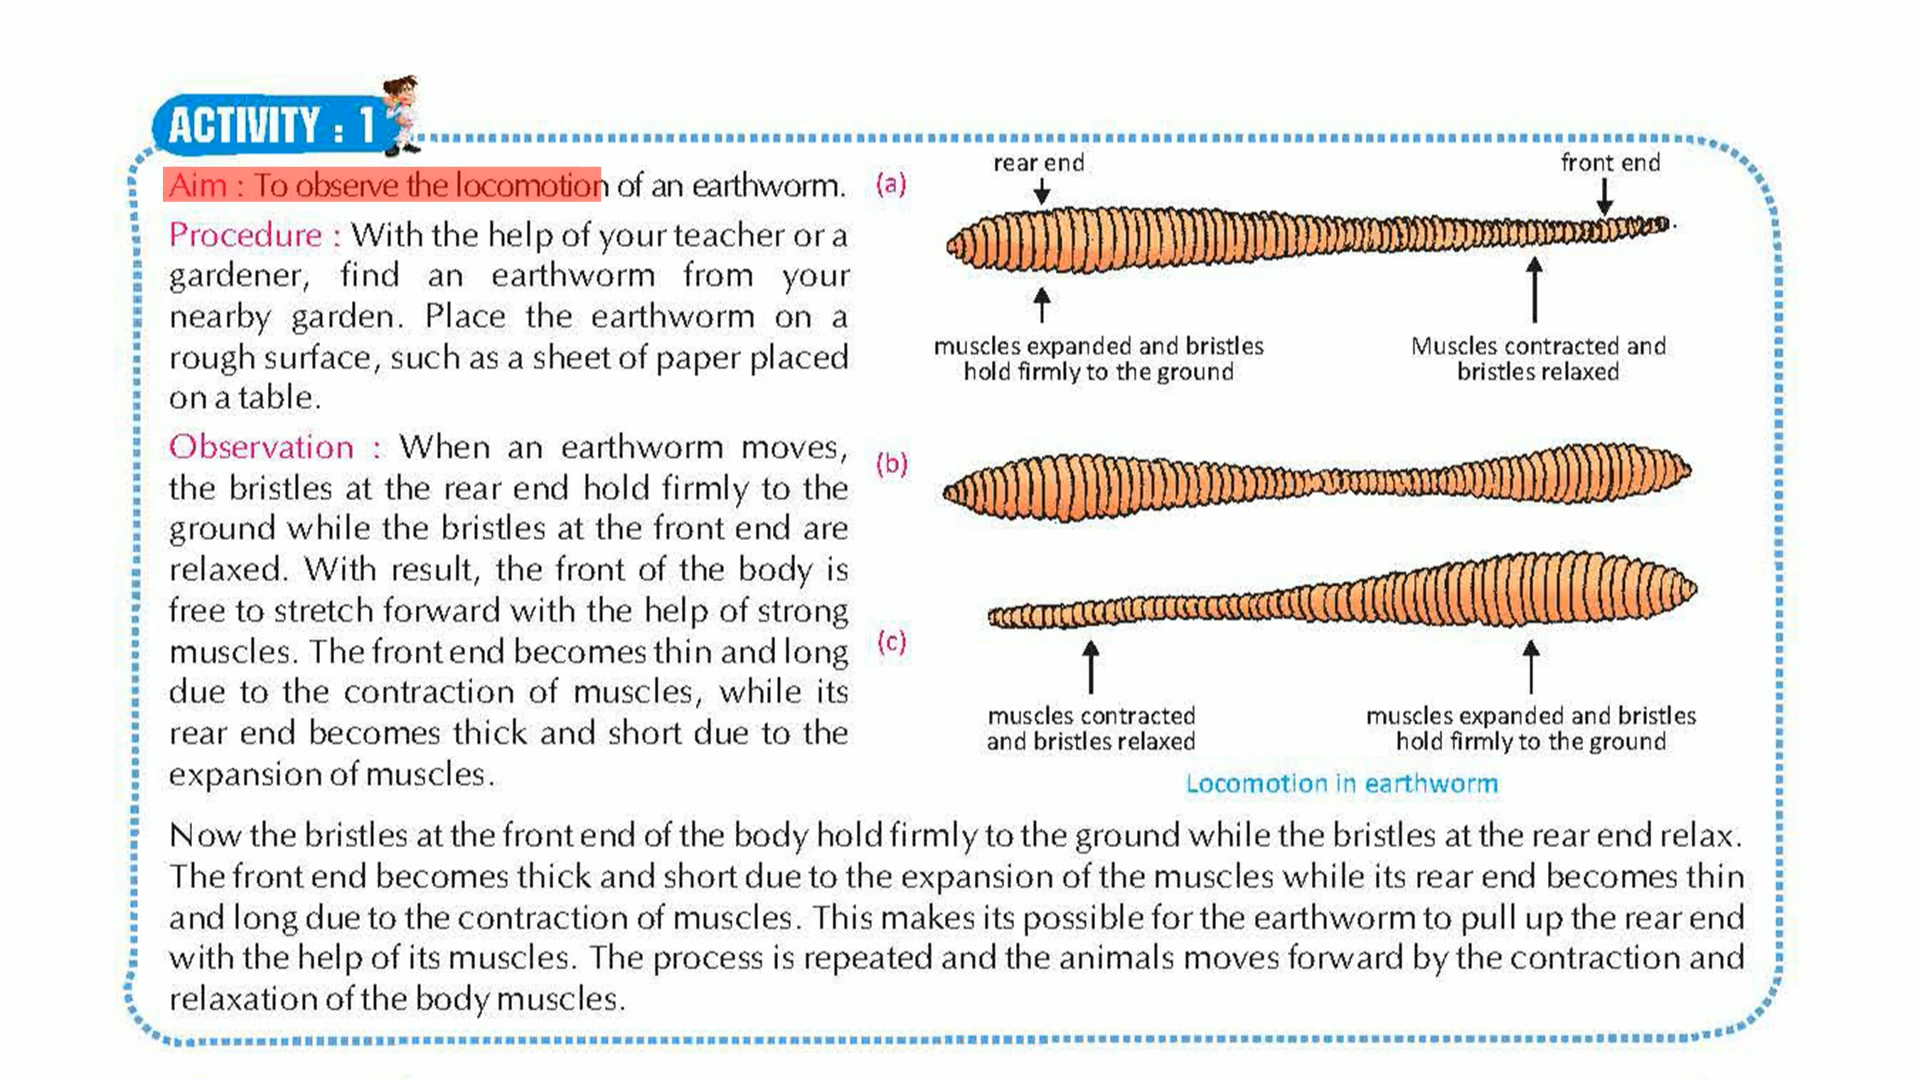 ACTIVITY : 1
Aim : To observe the locomotion of an earthworm.
Procedure : With the help of your teacher or a
gardener, find an earthworm from your
nearby garden. Place the earthworm on a
rough surface, such as a sheet of paper placed
on a table.
Observation : When an earthworm moves,
the bristles at the rear end hold firmly to the
ground while the bristles at the front end are
relaxed. With result, the front of the body is
free to stretch forward with the help of strong
muscles. The front end becomes thin and long
due to the contraction of muscles, while its
rear end becomes thick and short due to the
expansion of muscles.
(a)
rear end
front end
muscles expanded and bristles
hold firmly to the ground
Muscles contracted and
bristles relaxed
(b)
(c)
muscles contracted
and bristles relaxed
muscles expanded and bristles
hold firmly to the ground
Locomotion in earthworm
Now the bristles at the front end of the body hold firmly to the ground while the bristles at the rear end relax.
The front end becomes thick and short due to the expansion of the muscles while its rear end becomes thin
and long due to the contraction of muscles. This makes its possible for the earthworm to pull up the rear end
with the help of its muscles. The process is repeated and the animals moves forward by the contraction and
relaxation of the body muscles.